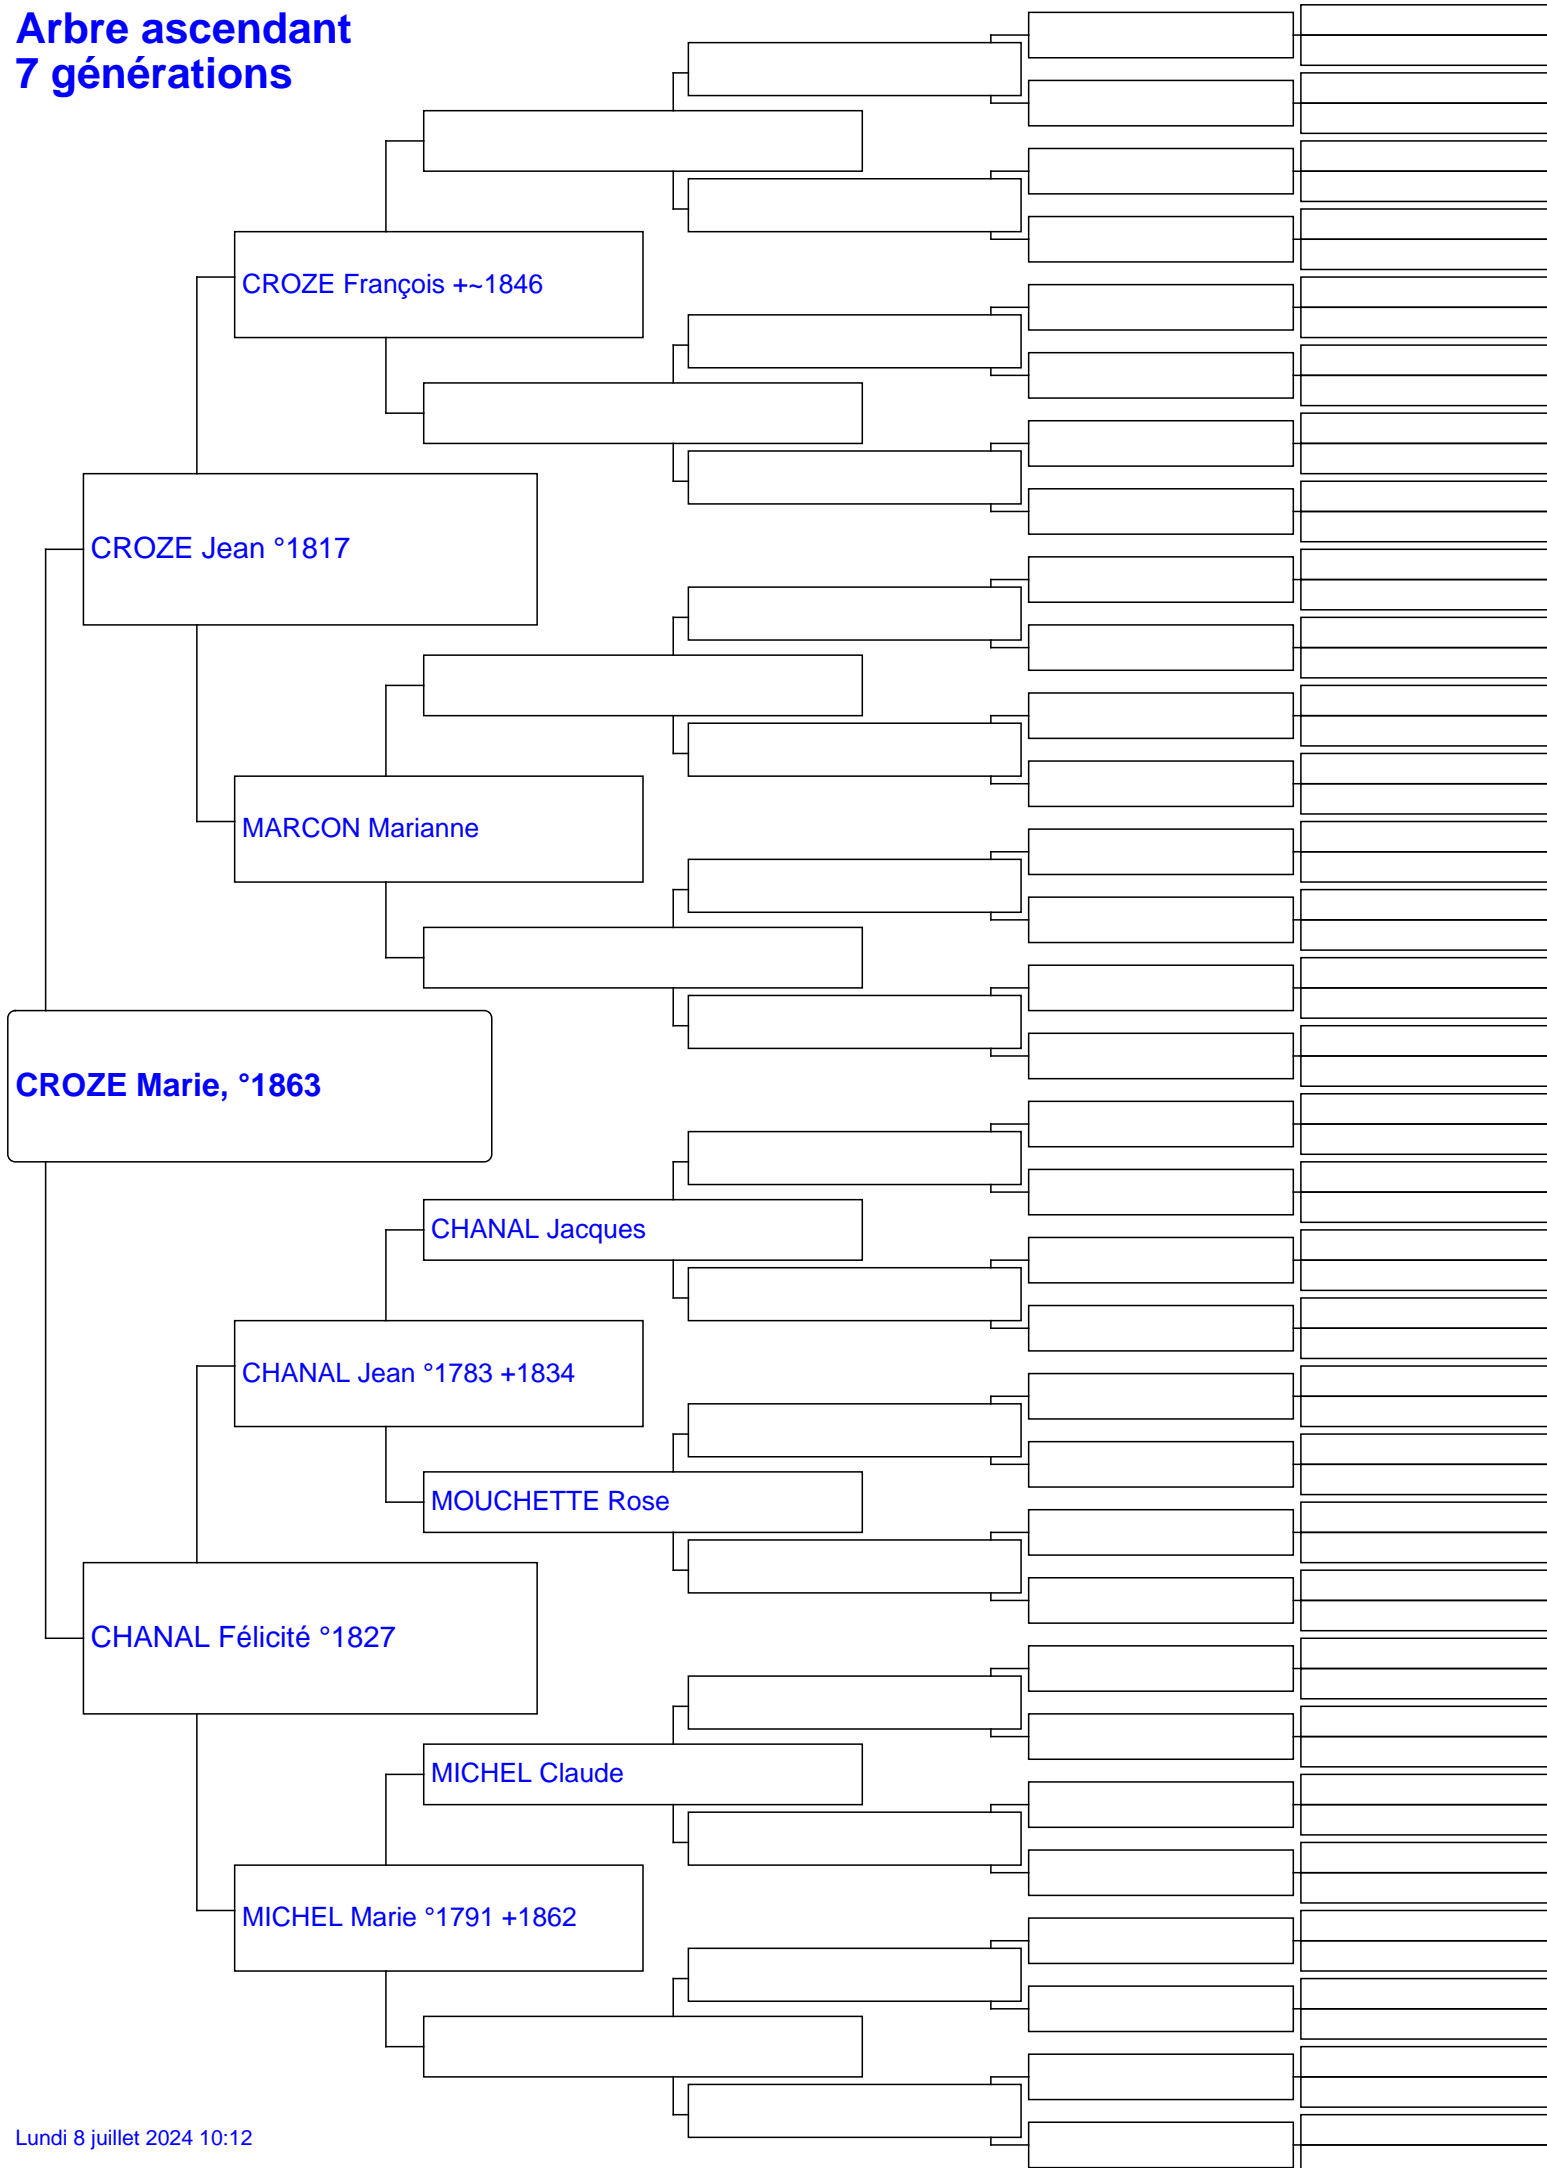 Arbre ascendant
7 générations
CROZE François +~1846
CROZE Jean °1817
MARCON Marianne
CROZE Marie, °1863
CHANAL Jacques
CHANAL Jean °1783 +1834
MOUCHETTE Rose
CHANAL Félicité °1827
MICHEL Claude
MICHEL Marie °1791 +1862
Lundi 8 juillet 2024 10:12